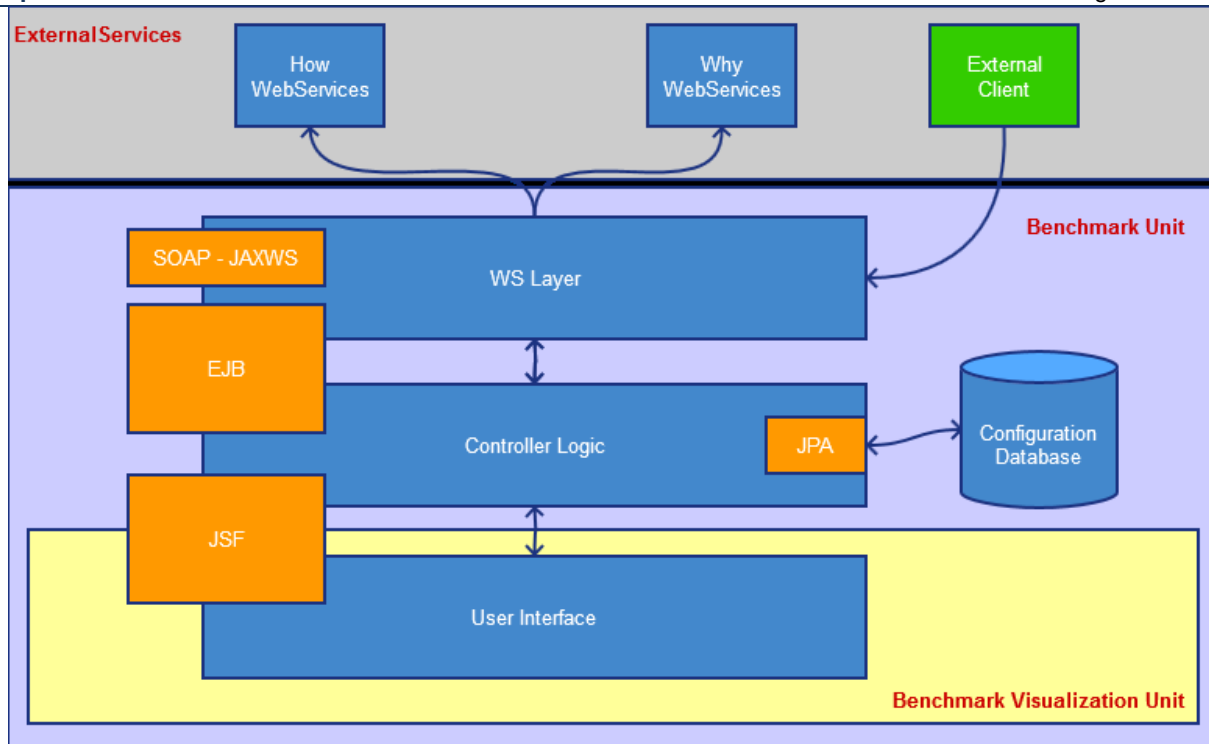 ExternalServices
How
WebServices
Why
WebServices
External
Client
Benchmark Unit
SOAP - JAXWS
WS Layer
EJB
Controller Logic
JPA
Configuration
Database
JSF
User Interface
Benchmark Visualization Unit